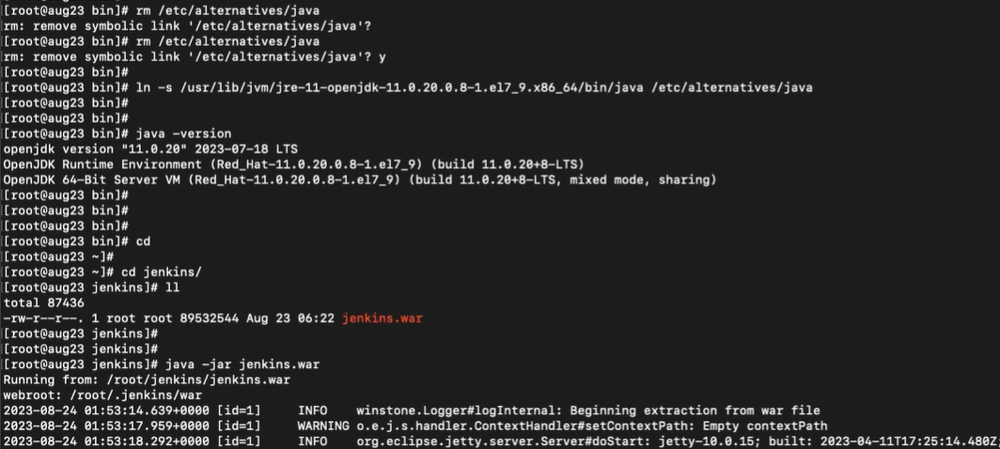 [root@aug23 bin]# rm /etc/alternatives/java
rm: remove symbolic link '/etc/alternatives/java'?
[root@aug23 bin]# rm /etc/alternatives/java
rm: remove symbolic link '/etc/alternatives/java'? y
[root@aug23 bin]#
[root@aug23 bin]# ln -s /usr/lib/jvm/jre-11-openjdk-11.0.20.0.8-1.el7_9.x86_64/bin/java /etc/alternatives/java
[root@aug23 bin]#
[root@aug23 bin]#
[root@aug23 bin]# java -version
openjdk version "11.0.20" 2023-07-18 LTS
OpenJDK Runtime Environment (Red_Hat-11.0.20.0.8-1.el7_9) (build 11.0.20+8-LTS)
OpenJDK 64-Bit Server VM (Red_Hat-11.0.20.0.8-1.el7_9) (build 11.0.20+8-LTS, mixed mode, sharing)
[root@aug23 bin]#
[root@aug23 bin]#
[root@aug23 bin]#
[root@aug23 bin]# cd
[root@aug23 ~]#
[root@aug23 ~]# cd jenkins/
[root@aug23 jenkins]# ll
total 87436
-rw-r--r--. 1 root root 89532544 Aug 23 06:22 jenkins.war
[root@aug23 jenkins]#
[root@aug23 jenkins]#
[root@aug23 jenkins]# java -jar jenkins.war
Running from: /root/jenkins/jenkins.war
webroot: /root/.jenkins/war
2023-08-24 01:53:14.639+0000 [id=1] INFO winstone.Logger#logInternal: Beginning extraction from war file
2023-08-24 01:53:17.959+0000 [id=1] WARNING o.e.j.s.handler.ContextHandler#setContextPath: Empty contextPath
2023-08-24 01:53:18.292+0000 [id=1] INFO org.eclipse.jetty.server.Server#doStart: jetty-10.0.15; built: 2023-04-11T17:25:14.480Z;